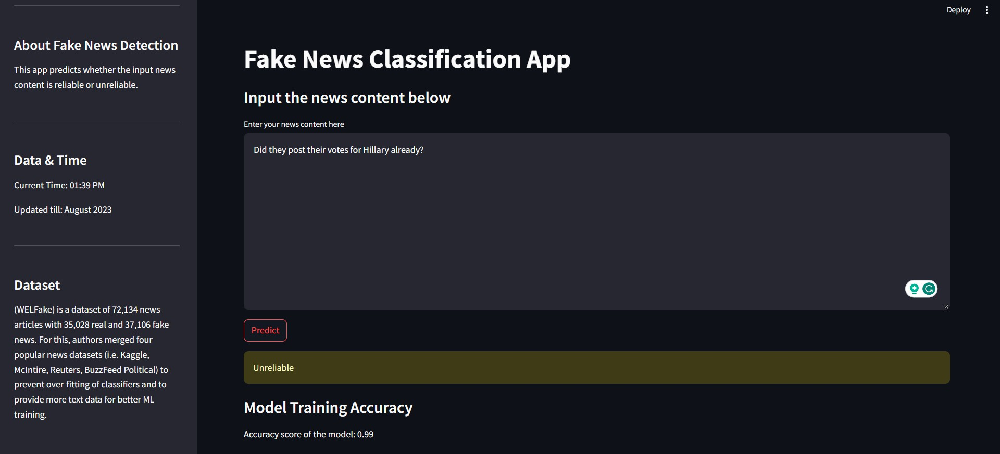 About Fake News Detection
This app predicts whether the input news
content is reliable or unreliable.
Data & Time
Current Time: 01:39 PM
Updated till: August 2023
Dataset
(WELFake) is a dataset of 72,134 news
articles with 35,028 real and 37,106 fake
news. For this, authors merged four
popular news datasets (i.e. Kaggle,
McIntire, Reuters, BuzzFeed Political) to
prevent over-fitting of classifiers and to
provide more text data for better ML
training.
Deploy
Fake News Classification App
Input the news content below
Enter your news content here
Did they post their votes for Hillary already?
Predict
Unreliable
Model Training Accuracy
Accuracy score of the model: 0.99